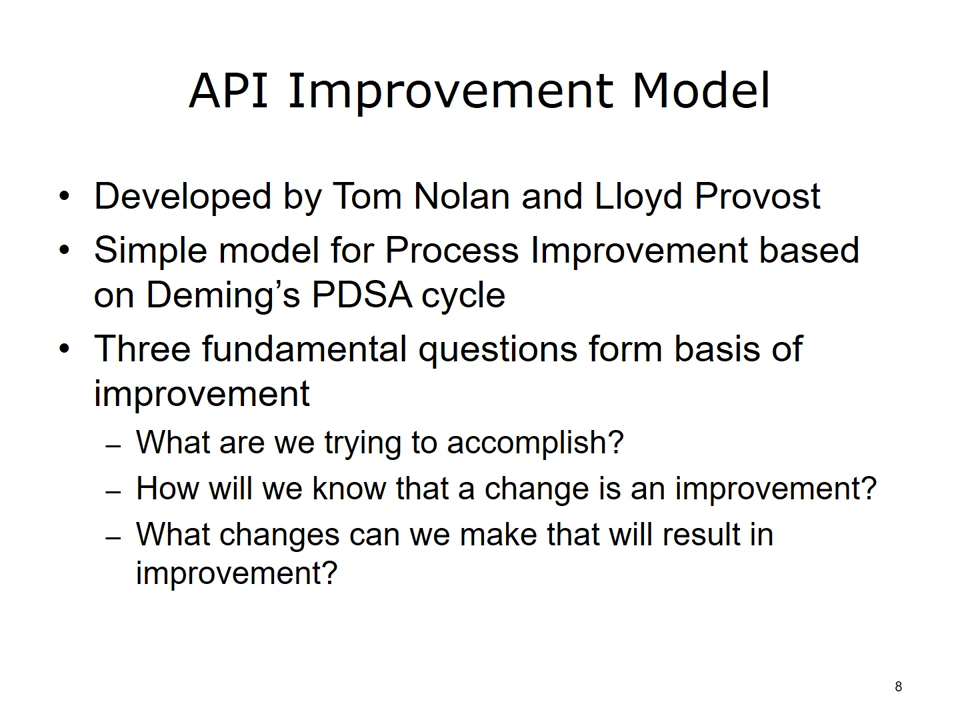 API Improvement Model
• Developed by Tom Nolan and Lloyd Provost
• Simple model for Process Improvement based
on Deming’s PDSA cycle
• Three fundamental questions form basis of
improvement
– What are we trying to accomplish?
– How will we know that a change is an improvement?
– What changes can we make that will result in
improvement?
8